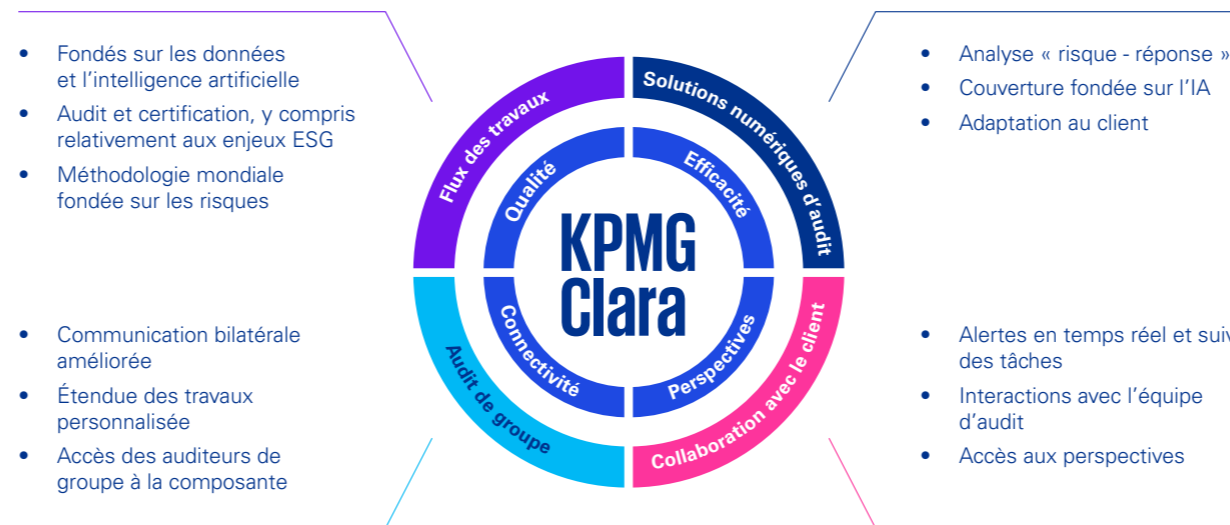 • Fondés sur les données
et l'intelligence artificielle
• Audit et certification, y compris
relativement aux enjeux ESG
• Méthodologie mondiale
fondée sur les risques
• Analyse « risque - réponse »
• Couverture fondée sur l'IA
• Adaptation au client
Flux des travaux
Solutions numériques d'audit
Qualité
Efficacité
KPMG
Clara
Connectivité
Perspectives
Audit de groupe
Collaboration avec le client
• Communication bilatérale
améliorée
• Étendue des travaux
personnalisée
• Accès des auditeurs de
groupe à la composante
• Alertes en temps réel et
des tâches
• Interactions avec l'équipe
d'audit
• Accès aux perspectives